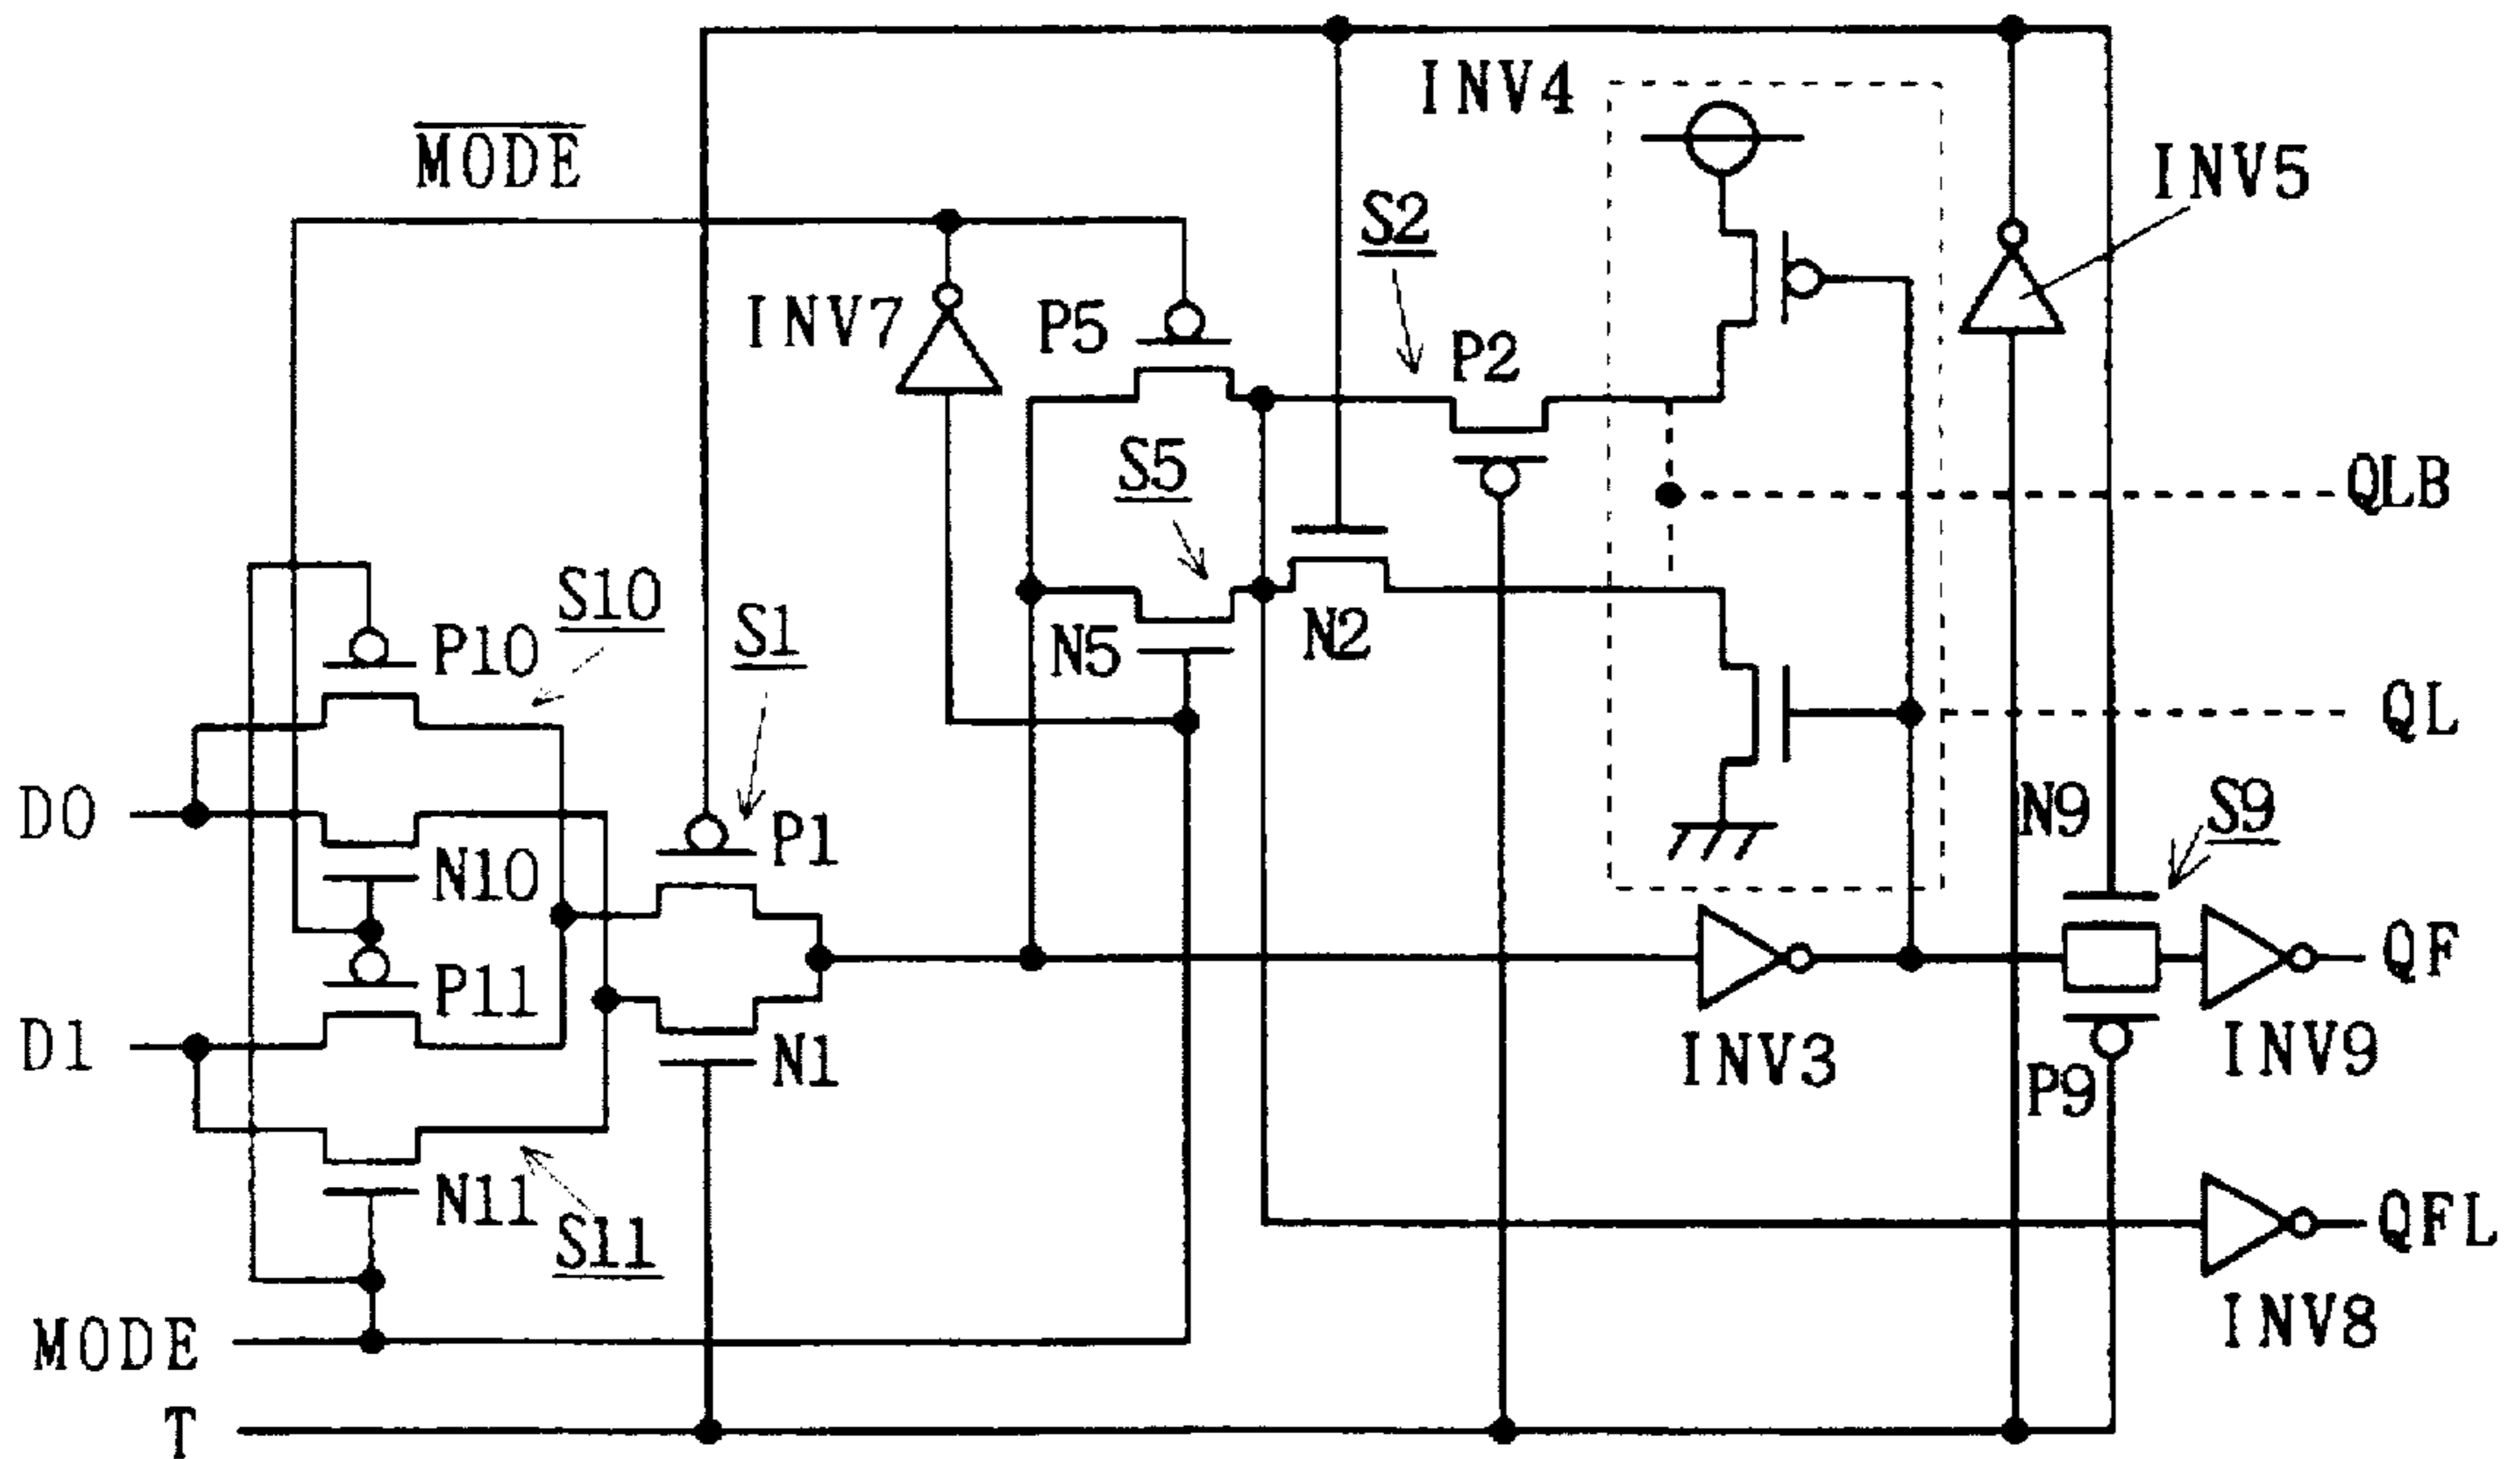 INV4
MODE
INV5
S2
INV7
P5
P2
S5
QLB
S10
S1
P10
N5
N2
QL
D0
P1
N9
S9
N10
P11
QF
D1
N1
INV3
INV9
P9
N11
S11
QFL
MODE
INV8
T